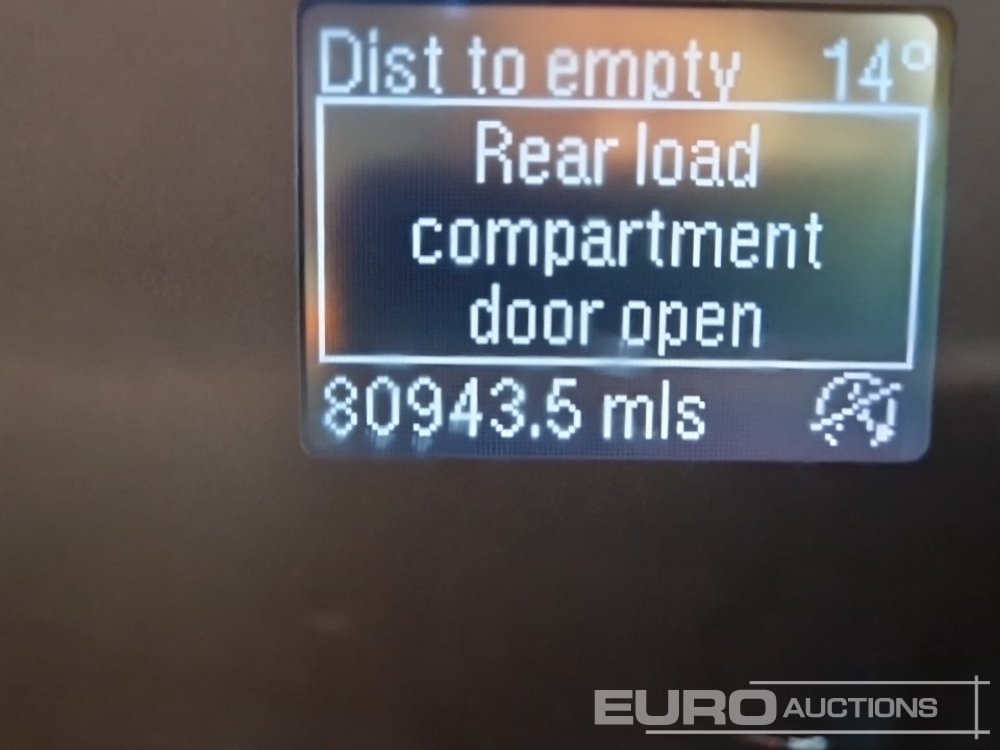 Dist to empty 14°
Rear load
compartment
door open
80943.5 mls
EURO AUCTIONS